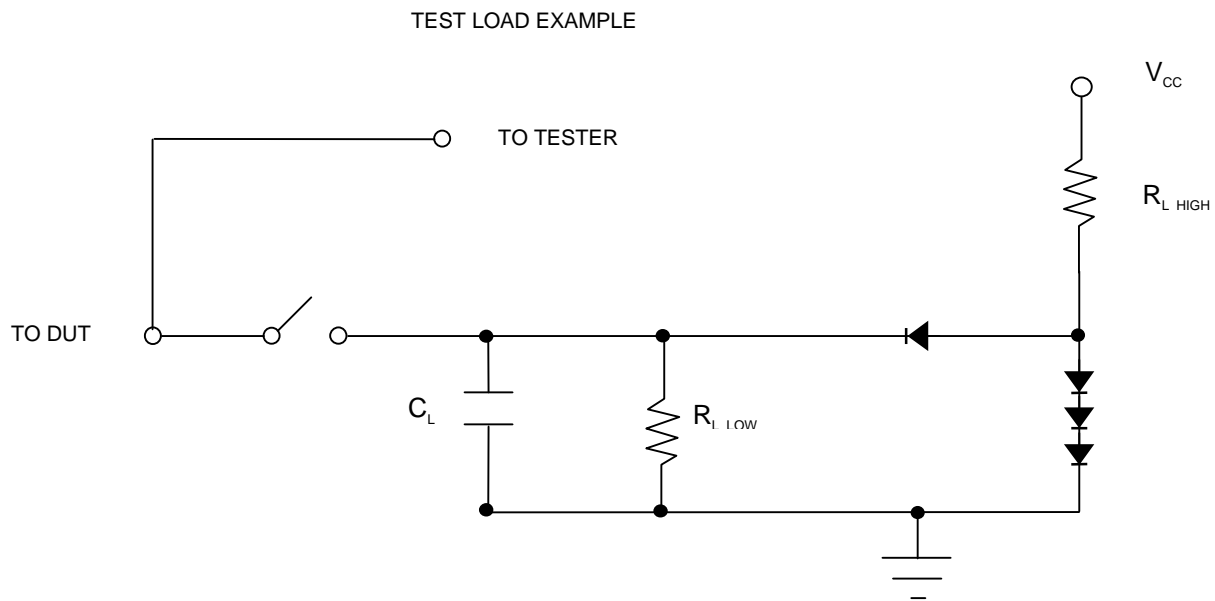 TEST LOAD EXAMPLE
V_CC
TO TESTER
R_L HIGH
TO DUT
C_L
R_L LOW